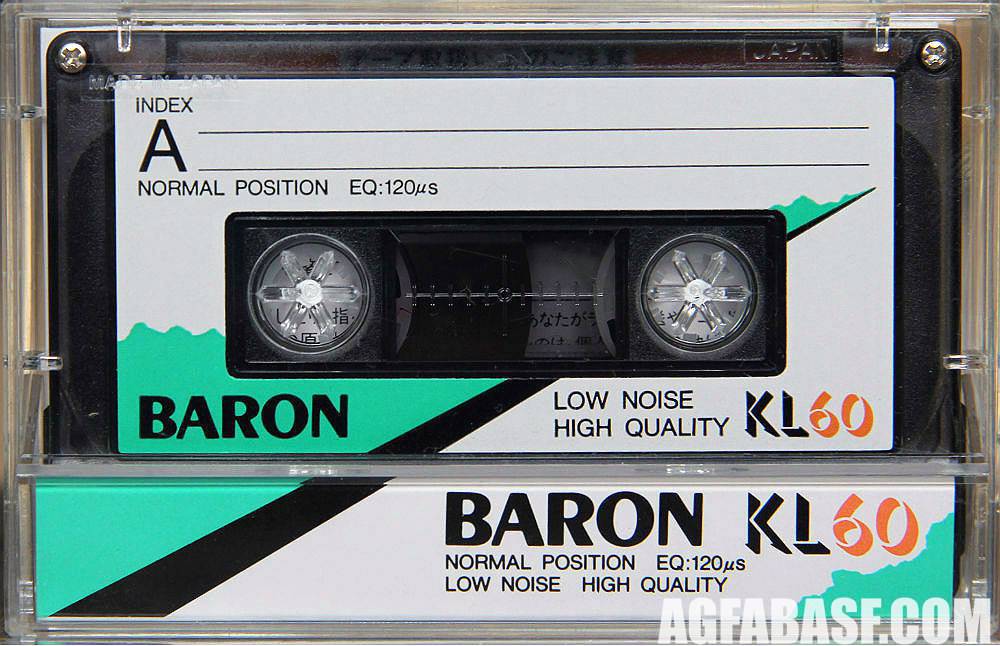 JAPAN
MADE IN JAPAN
INDEX
A
NORMAL POSITION EQ:120μs
BARON
LOW NOISE
HIGH QUALITY
KL60
BARON KL60
NORMAL POSITION EQ:120μs
LOW NOISE HIGH QUALITY
AGFABASF.COM